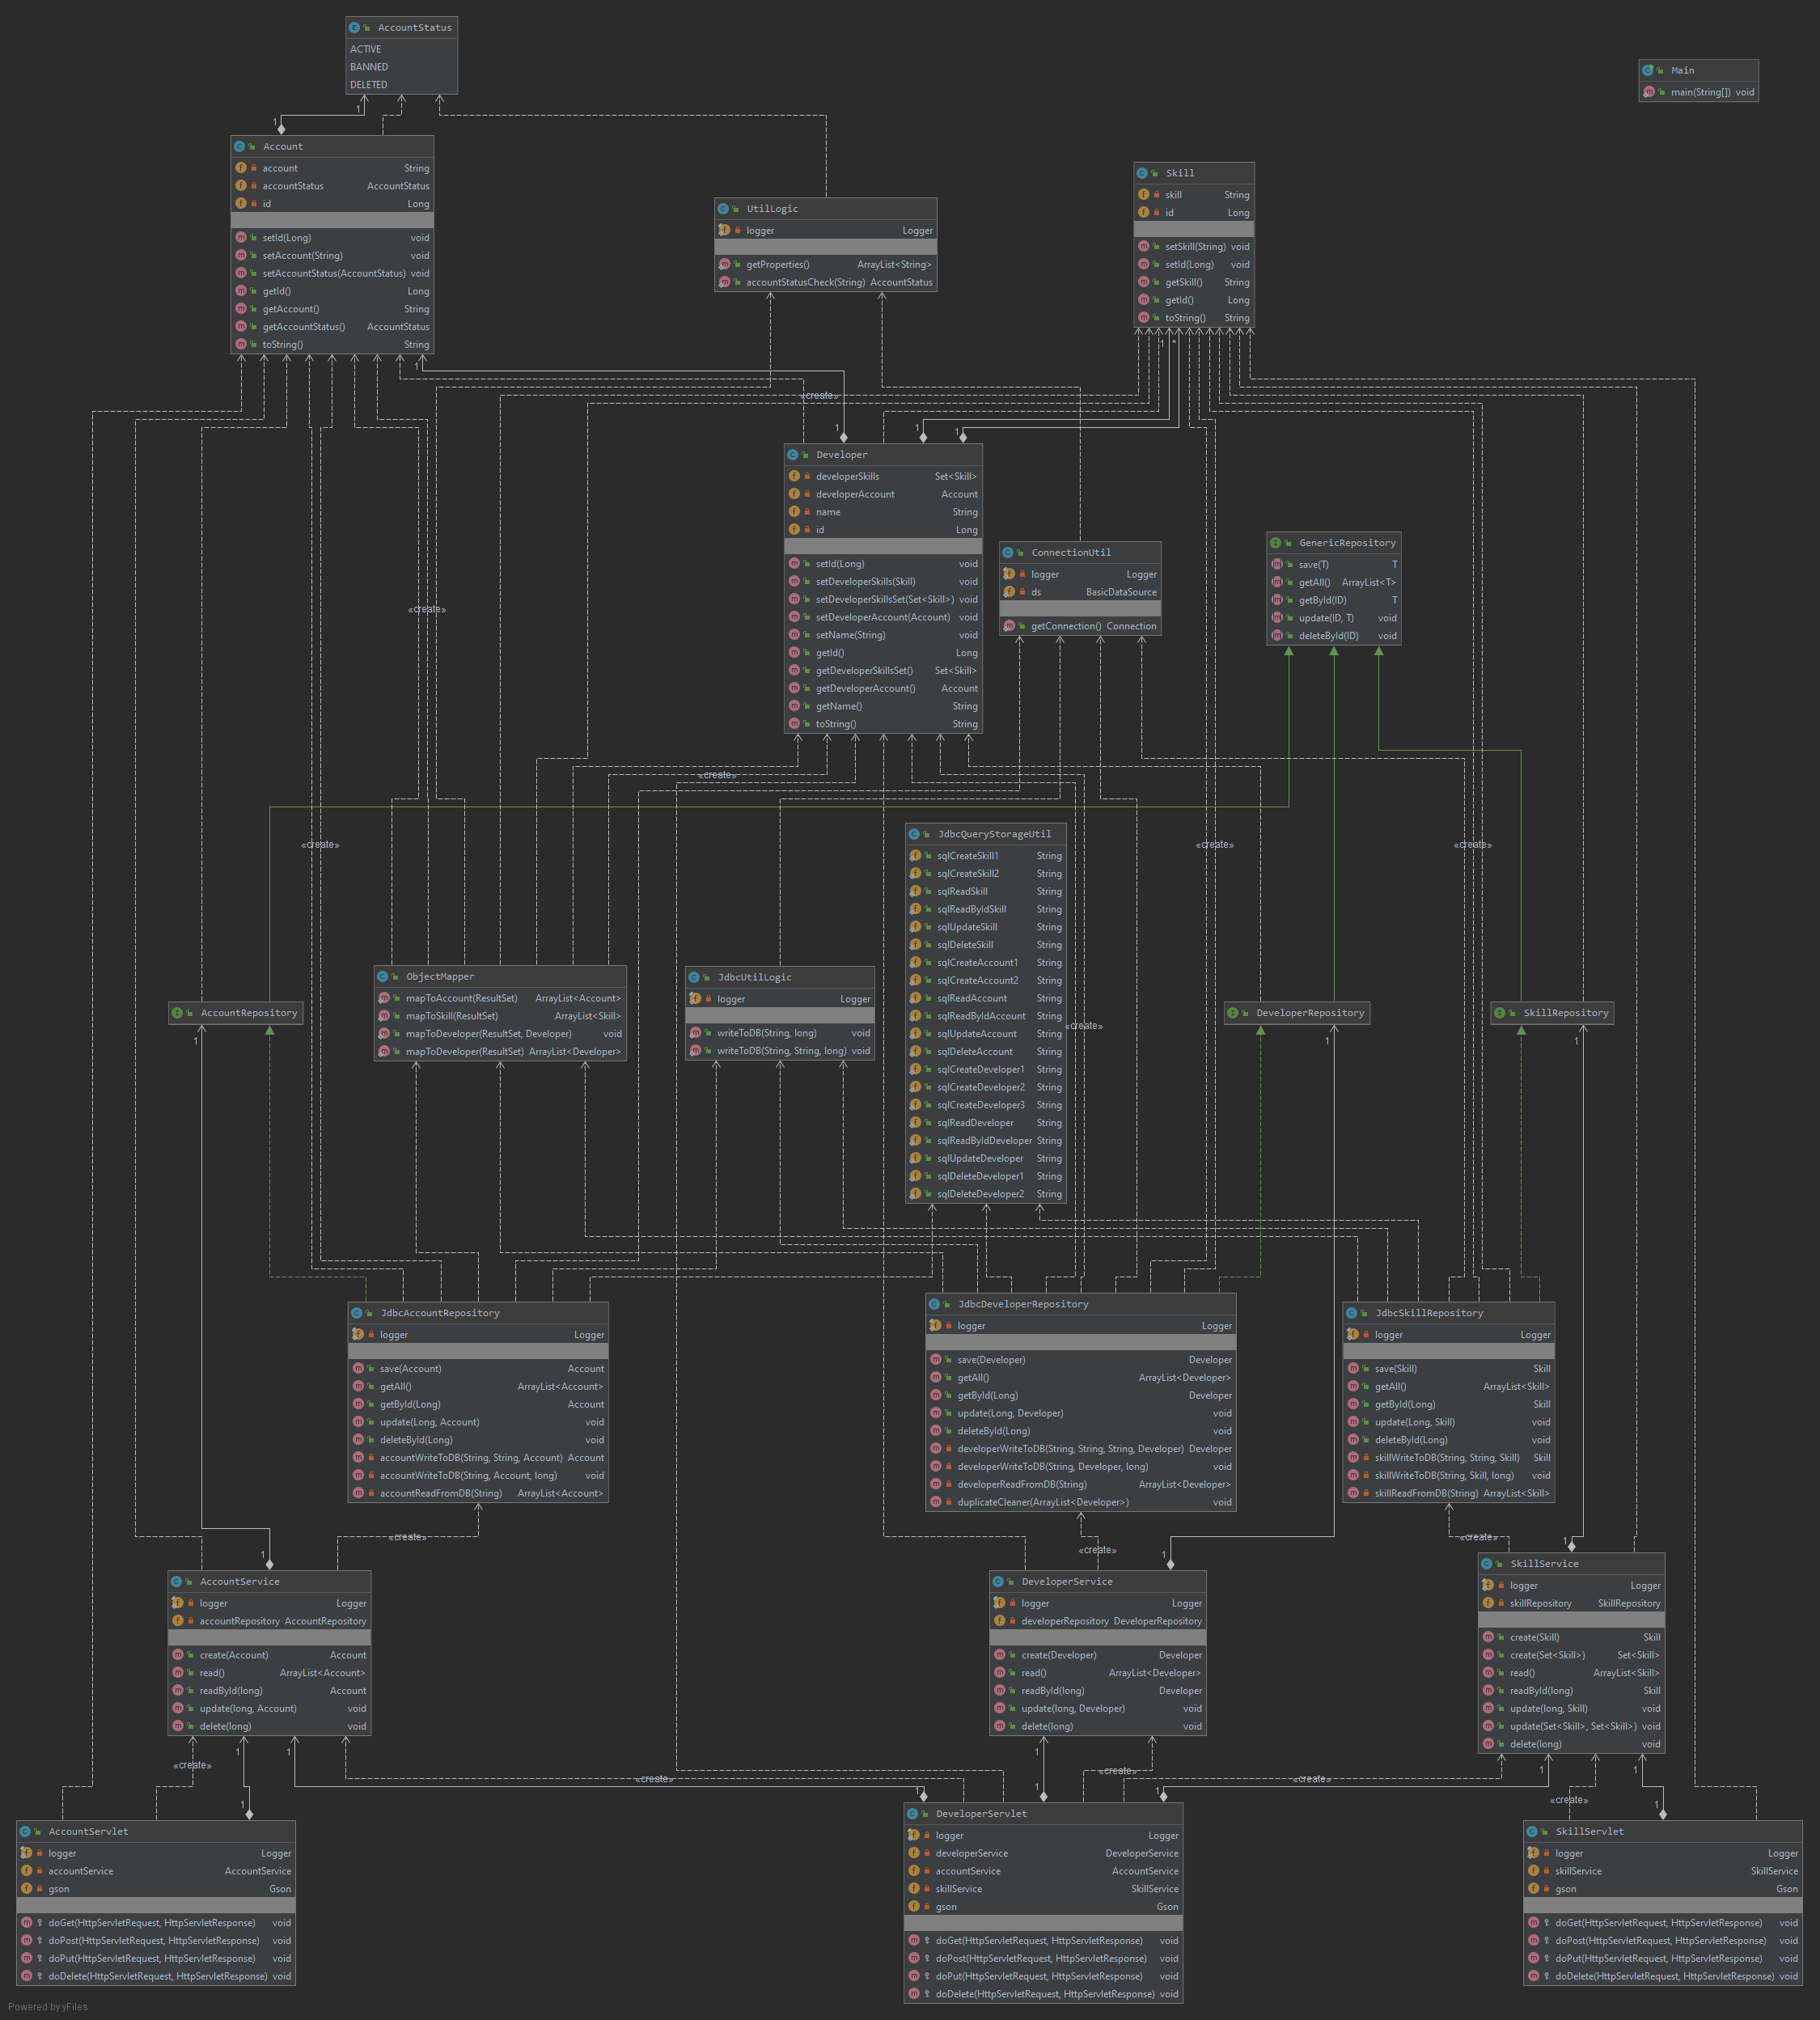 AccountStatus
ACTIVE
BANNED
DELETED
Main
main(String[]) void
1
1
Account
account String
accountStatus AccountStatus
id Long
setId(Long) void
setAccount(String) void
setAccountStatus(AccountStatus) void
getId() Long
getAccount() String
getAccountStatus() AccountStatus
toString() String
Skill
skill String
id Long
setSkill(String) void
setId(Long) void
getSkill() String
getId() Long
toString() String
UtilLogic
logger Logger
getProperties() ArrayList<String>
accountStatusCheck(String) AccountStatus
1
*
1
«create»
1
1
1
Developer
developerSkills Set<Skill>
developerAccount Account
name String
id Long
setId(Long) void
setDeveloperSkills(Skill) void
setDeveloperSkillsSet(Set<Skill>) void
setDeveloperAccount(Account) void
setName(String) void
getId() Long
getDeveloperSkillsSet() Set<Skill>
getDeveloperAccount() Account
getName() String
toString() String
ConnectionUtil
logger Logger
ds BasicDataSource
getConnection() Connection
GenericRepository
save(T) T
getAll() ArrayList<T>
getById(ID) T
update(ID, T) void
deleteById(ID) void
«create»
«create»
«create»
«create»
«create»
JdbcQueryStorageUtil
sqlCreateSkill1 String
sqlCreateSkill2 String
sqlReadSkill String
sqlReadByIdSkill String
sqlUpdateSkill String
sqlDeleteSkill String
sqlCreateAccount1 String
sqlCreateAccount2 String
sqlReadAccount String
sqlReadByIdAccount String
sqlUpdateAccount String
sqlDeleteAccount String
sqlCreateDeveloper1 String
sqlCreateDeveloper2 String
sqlCreateDeveloper3 String
sqlReadDeveloper String
sqlReadByIdDeveloper String
sqlUpdateDeveloper String
sqlDeleteDeveloper1 String
sqlDeleteDeveloper2 String
ObjectMapper
mapToAccount(ResultSet) ArrayList<Account>
mapToSkill(ResultSet) ArrayList<Skill>
mapToDeveloper(ResultSet, Developer) void
mapToDeveloper(ResultSet) ArrayList<Developer>
JdbcUtilLogic
logger Logger
writeToDB(String, long) void
writeToDB(String, String, long) void
AccountRepository
DeveloperRepository
SkillRepository
«create»
1
1
1
JdbcAccountRepository
logger Logger
save(Account) Account
getAll() ArrayList<Account>
getById(Long) Account
update(Long, Account) void
deleteById(Long) void
accountWriteToDB(String, String, Account) Account
accountWriteToDB(String, Account, long) void
accountReadFromDB(String) ArrayList<Account>
JdbcDeveloperRepository
logger Logger
save(Developer) Developer
getAll() ArrayList<Developer>
getById(Long) Developer
update(Long, Developer) void
deleteById(Long) void
developerWriteToDB(String, String, String, Developer) Developer
developerWriteToDB(String, Developer, long) void
developerReadFromDB(String) ArrayList<Developer>
duplicateCleaner(ArrayList<Developer>) void
JdbcSkillRepository
logger Logger
save(Skill) Skill
getAll() ArrayList<Skill>
getById(Long) Skill
update(Long, Skill) void
deleteById(Long) void
skillWriteToDB(String, String, Skill) Skill
skillWriteToDB(String, Skill, long) void
skillReadFromDB(String) ArrayList<Skill>
«create»
«create»
«create»
1
1
1
AccountService
logger Logger
accountRepository AccountRepository
create(Account) Account
read() ArrayList<Account>
readById(long) Account
update(long, Account) void
delete(long) void
DeveloperService
logger Logger
developerRepository DeveloperRepository
create(Developer) Developer
read() ArrayList<Developer>
readById(long) Developer
update(long, Developer) void
delete(long) void
SkillService
logger Logger
skillRepository SkillRepository
create(Skill) Skill
create(Set<Skill>) Set<Skill>
read() ArrayList<Skill>
readById(long) Skill
update(long, Skill) void
update(Set<Skill>, Set<Skill>) void
delete(long) void
1
1
1
1
1
«create»
«create»
«create»
«create»
«create»
1
1
1
1
1
AccountServlet
logger Logger
accountService AccountService
gson Gson
doGet(HttpServletRequest, HttpServletResponse) void
doPost(HttpServletRequest, HttpServletResponse) void
doPut(HttpServletRequest, HttpServletResponse) void
doDelete(HttpServletRequest, HttpServletResponse) void
DeveloperServlet
logger Logger
developerService DeveloperService
accountService AccountService
skillService SkillService
gson Gson
doGet(HttpServletRequest, HttpServletResponse) void
doPost(HttpServletRequest, HttpServletResponse) void
doPut(HttpServletRequest, HttpServletResponse) void
doDelete(HttpServletRequest, HttpServletResponse) void
SkillServlet
logger Logger
skillService SkillService
gson Gson
doGet(HttpServletRequest, HttpServletResponse) void
doPost(HttpServletRequest, HttpServletResponse) void
doPut(HttpServletRequest, HttpServletResponse) void
doDelete(HttpServletRequest, HttpServletResponse) void
Powered by yFiles